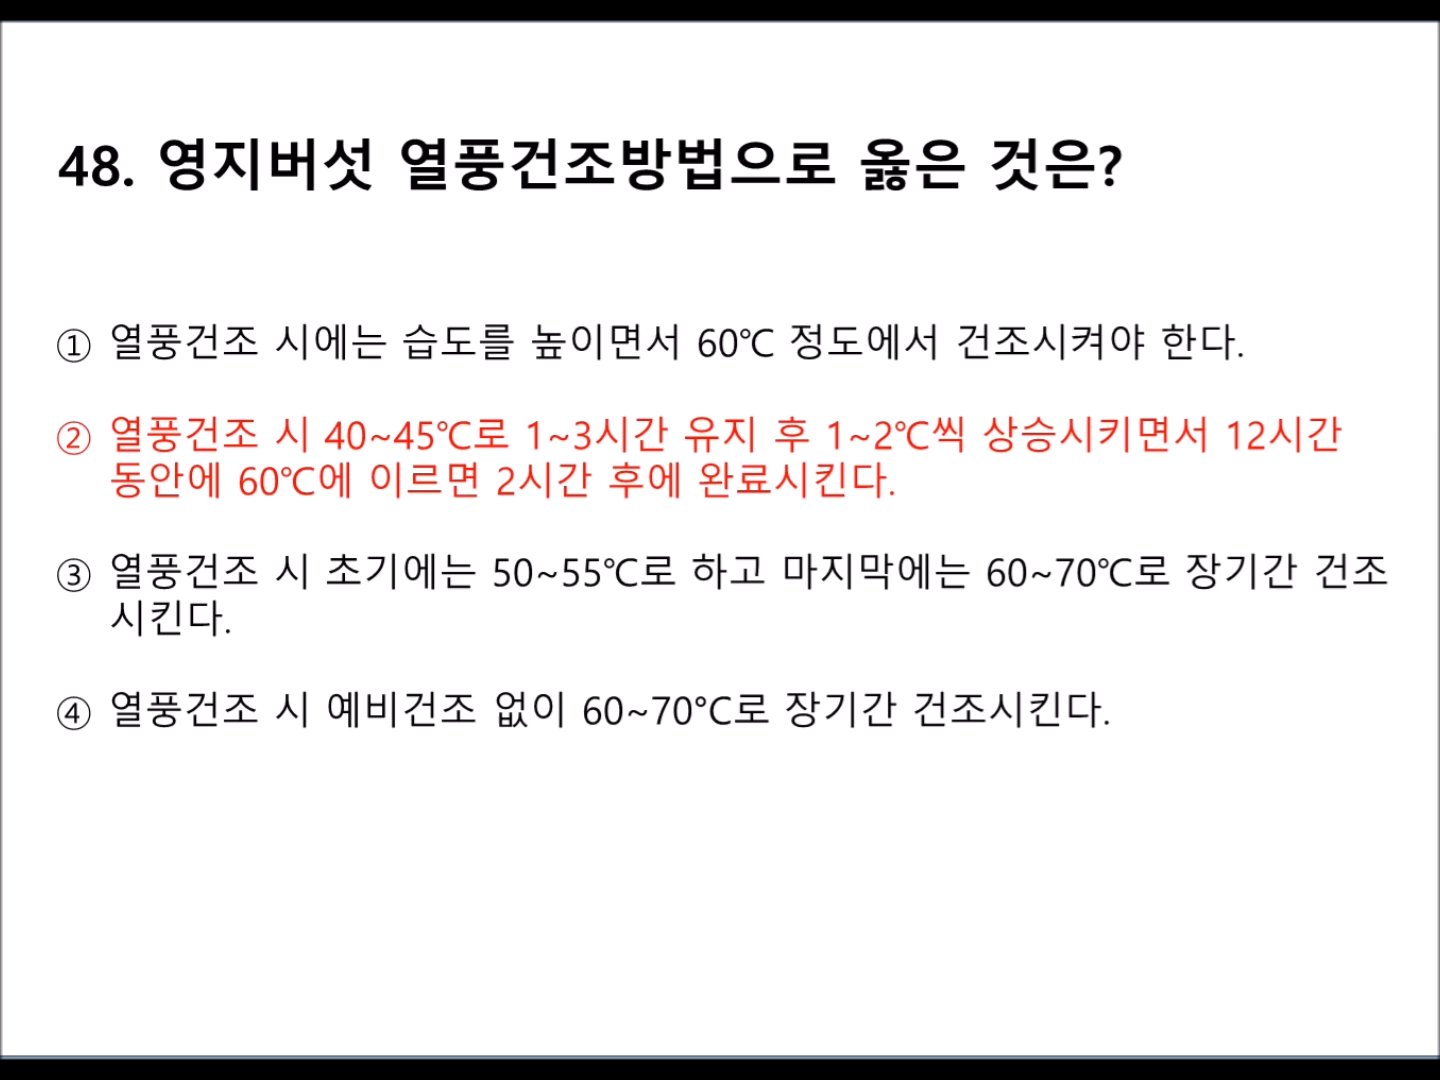 48. 영지버섯 열풍건조방법으로 옳은 것은?
① 열풍건조 시에는 습도를 높이면서 60℃ 정도에서 건조시켜야 한다.
② 열풍건조 시 40~45℃로 1~3시간 유지 후 1~2℃씩 상승시키면서 12시간
동안에 60℃에 이르면 2시간 후에 완료시킨다.
③ 열풍건조 시 초기에는 50~55℃로 하고 마지막에는 60~70℃로 장기간 건조
시킨다.
④ 열풍건조 시 예비건조 없이 60~70°C로 장기간 건조시킨다.